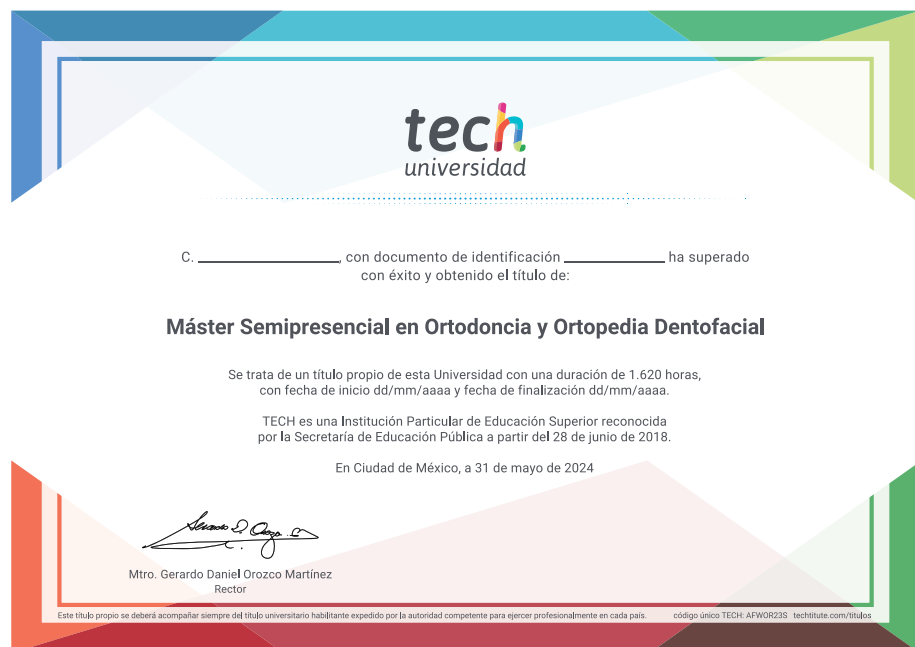 tech
universidad
C. ____________, con documento de identificación ____________ ha superado
con éxito y obtenido el título de:
Máster Semipresencial en Ortodoncia y Ortopedia Dentofacial
Se trata de un título propio de esta Universidad con una duración de 1.620 horas,
con fecha de inicio dd/mm/aaaa y fecha de finalización dd/mm/aaaa.
TECH es una Institución Particular de Educación Superior reconocida
por la Secretaría de Educación Pública a partir del 28 de junio de 2018.
En Ciudad de México, a 31 de mayo de 2024
Mtro. Gerardo Daniel Orozco Martínez
Rector
Este título propio se deberá acompañar siempre del título universitario habilitante expedido por la autoridad competente para ejercer profesionalmente en cada país. código único TECH: AFWOR23S techtitute.com/titulos